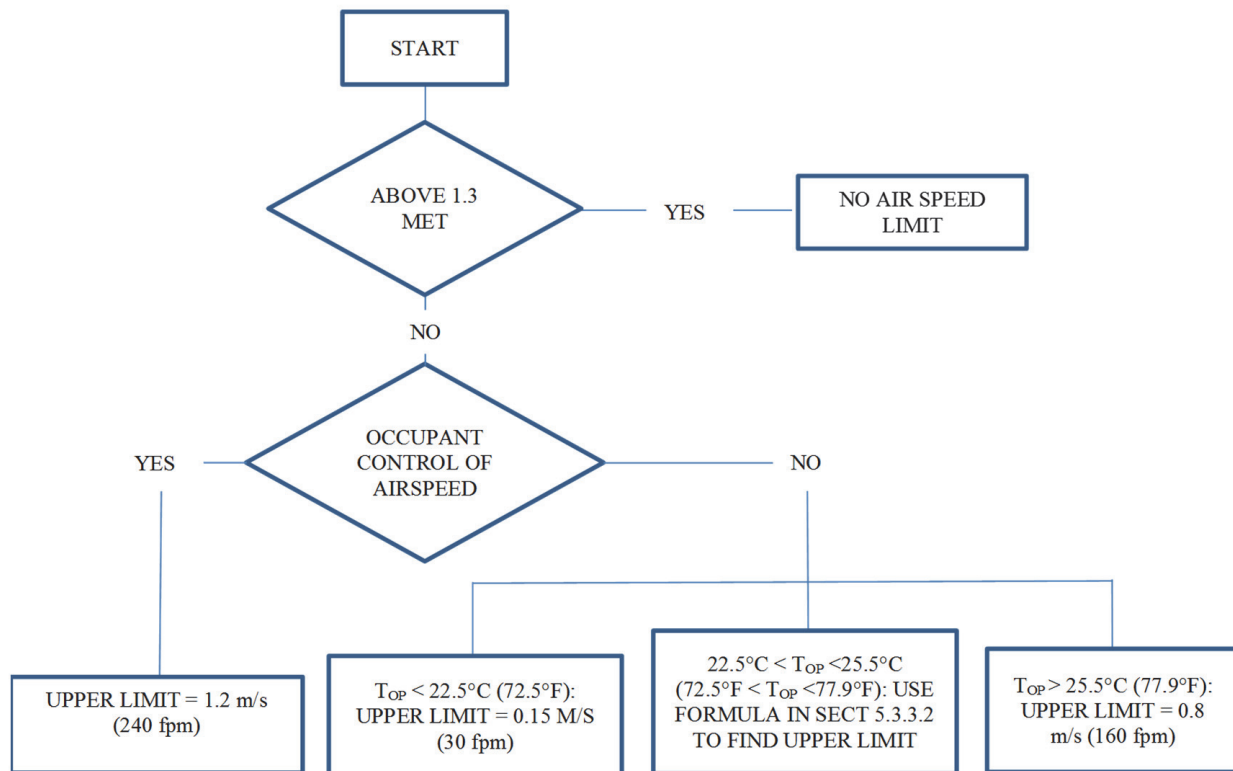 START
ABOVE 1.3
MET
YES
NO AIR SPEED
LIMIT
NO
OCCUPANT
CONTROL OF
AIRSPEED
YES
NO
UPPER LIMIT = 1.2 m/s
(240 fpm)
TOP < 22.5°C (72.5°F):
UPPER LIMIT = 0.15 M/S
(30 fpm)
22.5°C < TOP <25.5°C
(72.5°F < TOP <77.9°F): USE
FORMULA IN SECT 5.3.3.2
TO FIND UPPER LIMIT
TOP > 25.5°C (77.9°F):
UPPER LIMIT = 0.8
m/s (160 fpm)